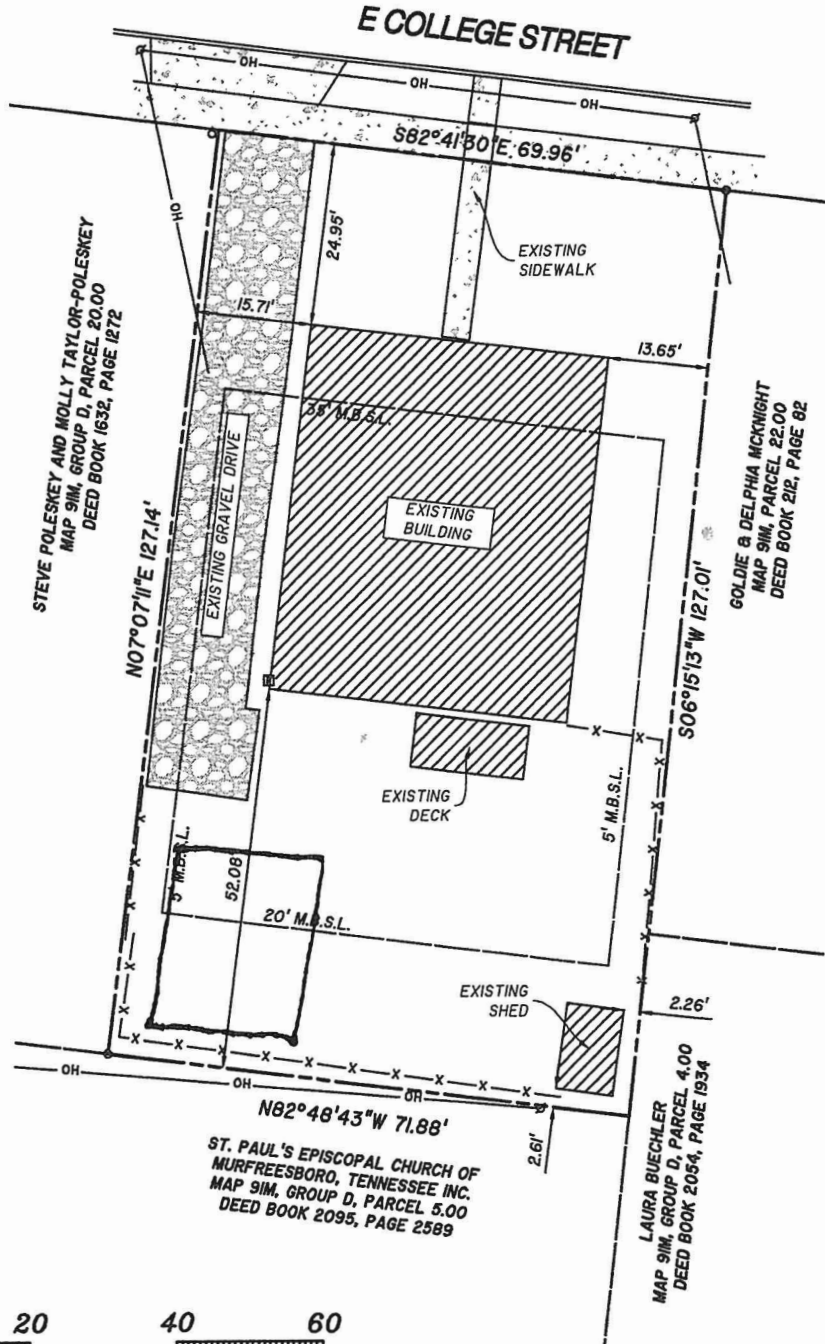 E COLLEGE STREET
OH
OH
OH
S82°41'30"E 69.96'
OH
24.95'
EXISTING
SIDEWALK
STEVE POLESKEY AND MOLLY TAYLOR-POLESKEY
MAP 91M, GROUP D, PARCEL 20.00
DEED BOOK 1632, PAGE 1272
15.71'
13.65'
35' M.B.S.L.
GOLDIE & DELPHIA MCKNIGHT
MAP 91M, PARCEL 22.00
DEED BOOK 212, PAGE 82
EXISTING GRAVEL DRIVE
EXISTING
BUILDING
N07°07'11"E 127.14'
S06°15'13"W 127.01'
EXISTING
DECK
5' M.B.S.L.
5' M.B.S.L.
52.08'
20' M.B.S.L.
EXISTING
SHED
2.26'
OH
OH
OH
N82°48'43"W 71.88'
2.61'
ST. PAUL'S EPISCOPAL CHURCH OF
MURFREESBORO, TENNESSEE INC.
MAP 91M, GROUP D, PARCEL 5.00
DEED BOOK 2095, PAGE 2589
LAURA BUECHLER
MAP 91M, GROUP D, PARCEL 4.00
DEED BOOK 2054, PAGE 1934
20 40 60